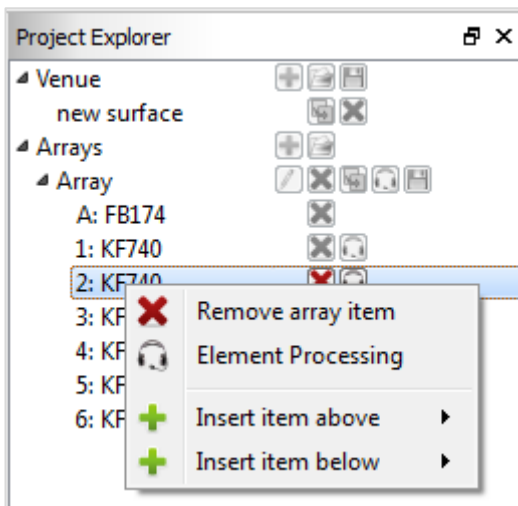 Project Explorer
Venue
new surface
Arrays
Array
A: FB174
1: KF740
2: KF740
3: KF
Remove array item
4: KF
Element Processing
5: KF
6: KF
Insert item above
Insert item below